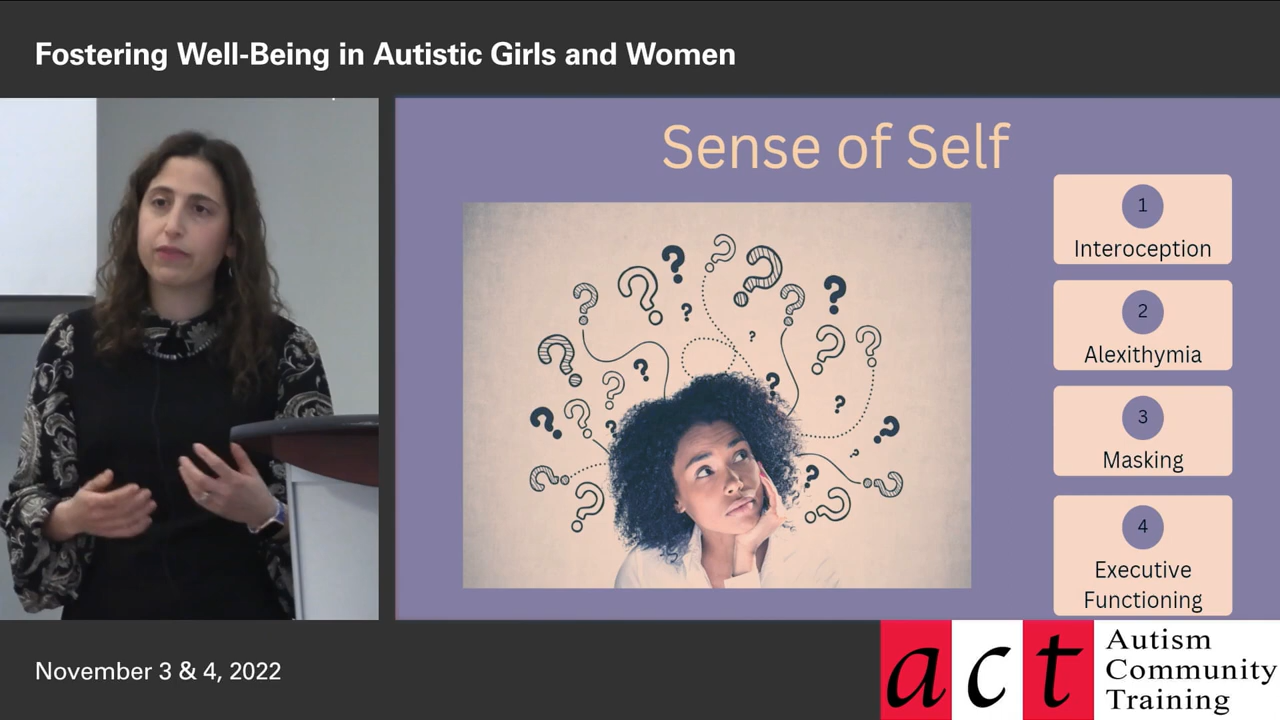 Fostering Well-Being in Autistic Girls and Women
Sense of Self
1
Interoception
2
Alexithymia
3
Masking
4
Executive
Functioning
November 3 & 4, 2022
act
Autism
Community
Training